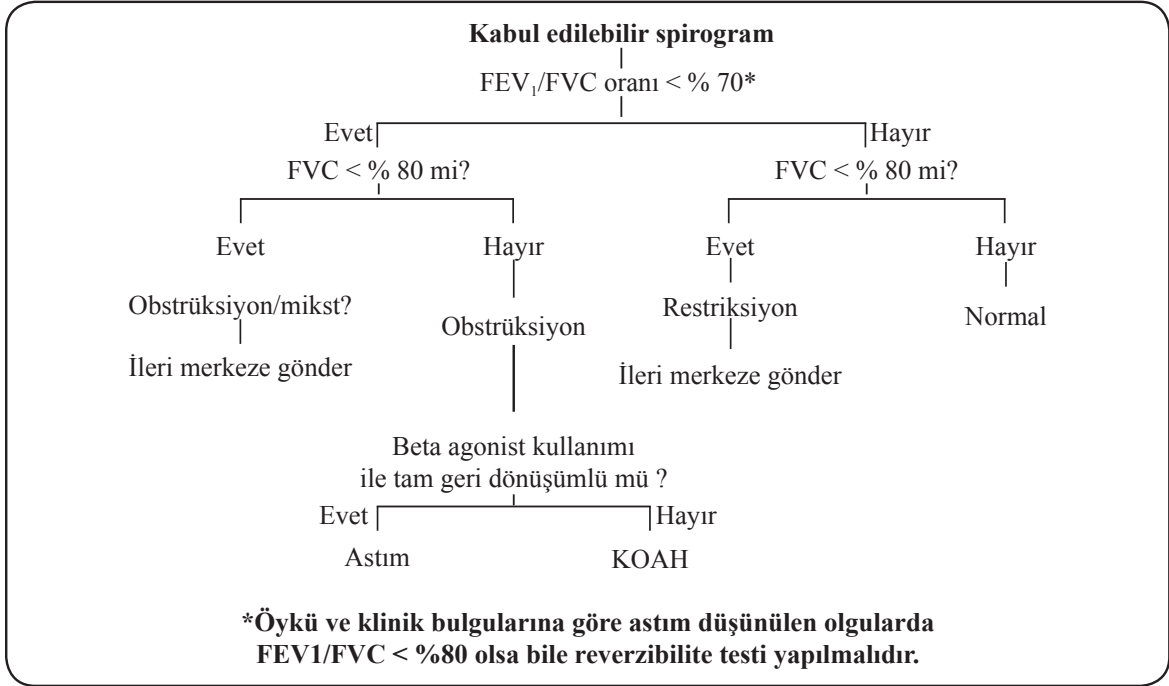 Kabul edilebilir spirogram
FEV₁/FVC oranı < % 70*
Evet Hayır
FVC < % 80 mi? FVC < % 80 mi?
Evet Hayır Evet Hayır
Obstrüksiyon/mikst? Obstrüksiyon Restriksiyon Normal
İleri merkeze gönder İleri merkeze gönder
Beta agonist kullanımı
ile tam geri dönüşümlü mü ?
Evet Hayır
Astım KOAH
*Öykü ve klinik bulgularına göre astım düşünülen olgularda
FEV1/FVC < %80 olsa bile reverzibilite testi yapılmalıdır.